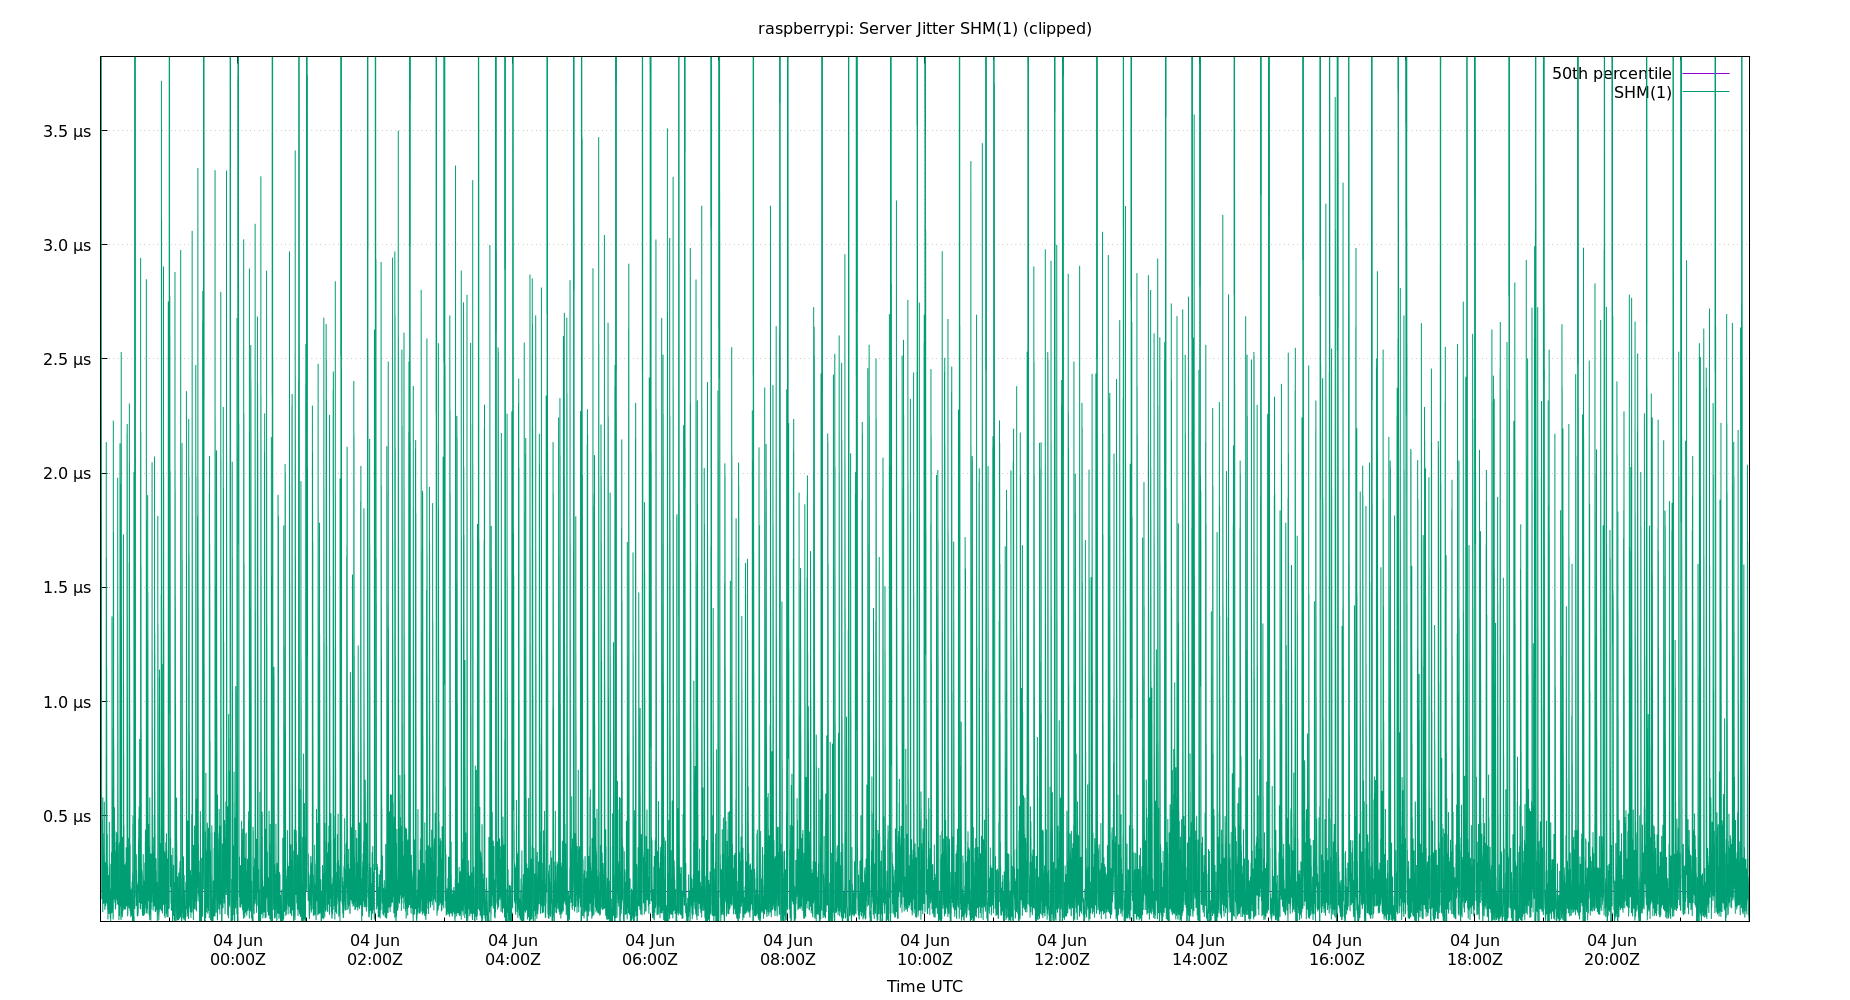 raspberrypi: Server Jitter SHM(1) (clipped)
50th percentile
SHM(1)
3.5 μs
3.0 μs
2.5 μs
2.0 μs
1.5 μs
1.0 μs
0.5 μs
04 Jun 04 Jun 04 Jun 04 Jun 04 Jun 04 Jun 04 Jun 04 Jun 04 Jun 04 Jun 04 Jun
00:00Z 02:00Z 04:00Z 06:00Z 08:00Z 10:00Z 12:00Z 14:00Z 16:00Z 18:00Z 20:00Z
Time UTC